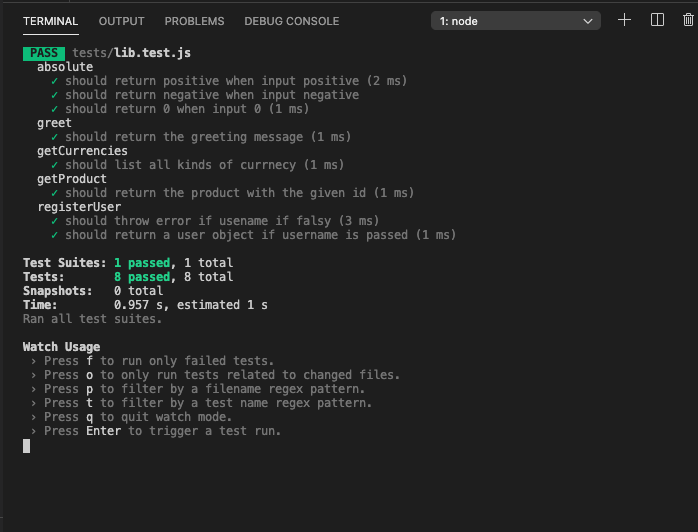 TERMINAL OUTPUT PROBLEMS DEBUG CONSOLE 1: node
PASS tests/lib.test.js
absolute
✓ should return positive when input positive (2 ms)
✓ should return negative when input negative
✓ should return 0 when input 0 (1 ms)
greet
✓ should return the greeting message (1 ms)
getCurrencies
✓ should list all kinds of currnecy (1 ms)
getProduct
✓ should return the product with the given id (1 ms)
registerUser
✓ should throw error if usename if falsy (3 ms)
✓ should return a user object if username is passed (1 ms)
Test Suites: 1 passed, 1 total
Tests: 8 passed, 8 total
Snapshots: 0 total
Time: 0.957 s, estimated 1 s
Ran all test suites.
Watch Usage
› Press f to run only failed tests.
› Press o to only run tests related to changed files.
› Press p to filter by a filename regex pattern.
› Press t to filter by a test name regex pattern.
› Press q to quit watch mode.
› Press Enter to trigger a test run.